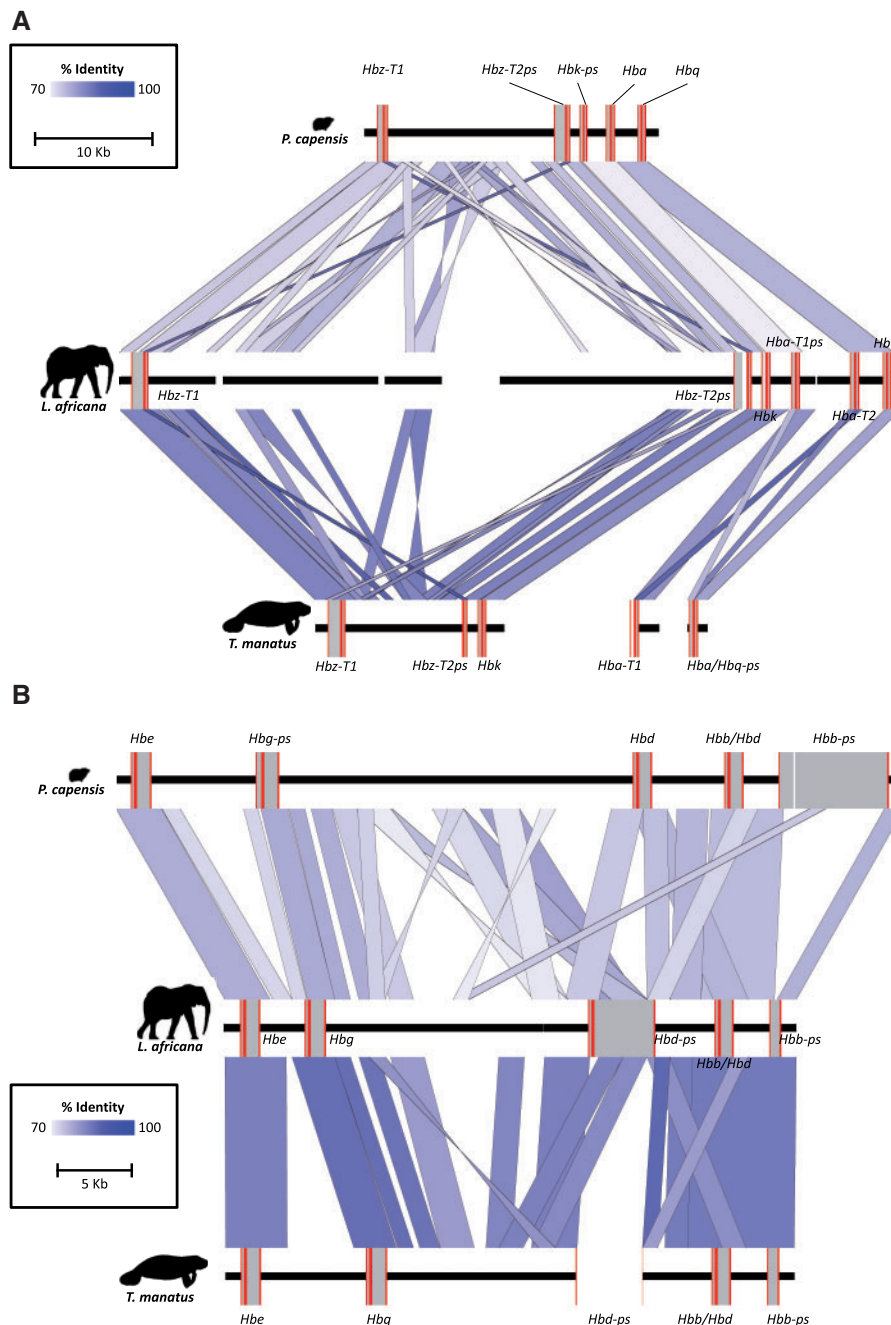 A
% Identity
70 100
10 Kb
Hbz-T1 Hbz-T2ps Hbk-ps Hba Hbq
P. capensis
Hba-T1ps Hb
L. africana Hbz-T1 Hbz-T2ps Hbk Hba-T2
T. manatus
Hbz-T1 Hbz-T2ps Hbk Hba-T1 Hba/Hbq-ps
B
Hbe Hbg-ps Hbd Hbb/Hbd Hbb-ps
P. capensis
L. africana Hbe Hbg Hbd-ps Hbb/Hbd Hbb-ps
% Identity
70 100
5 Kb
T. manatus
Hbe Hbg Hbd-ps Hbb/Hbd Hbb-ps